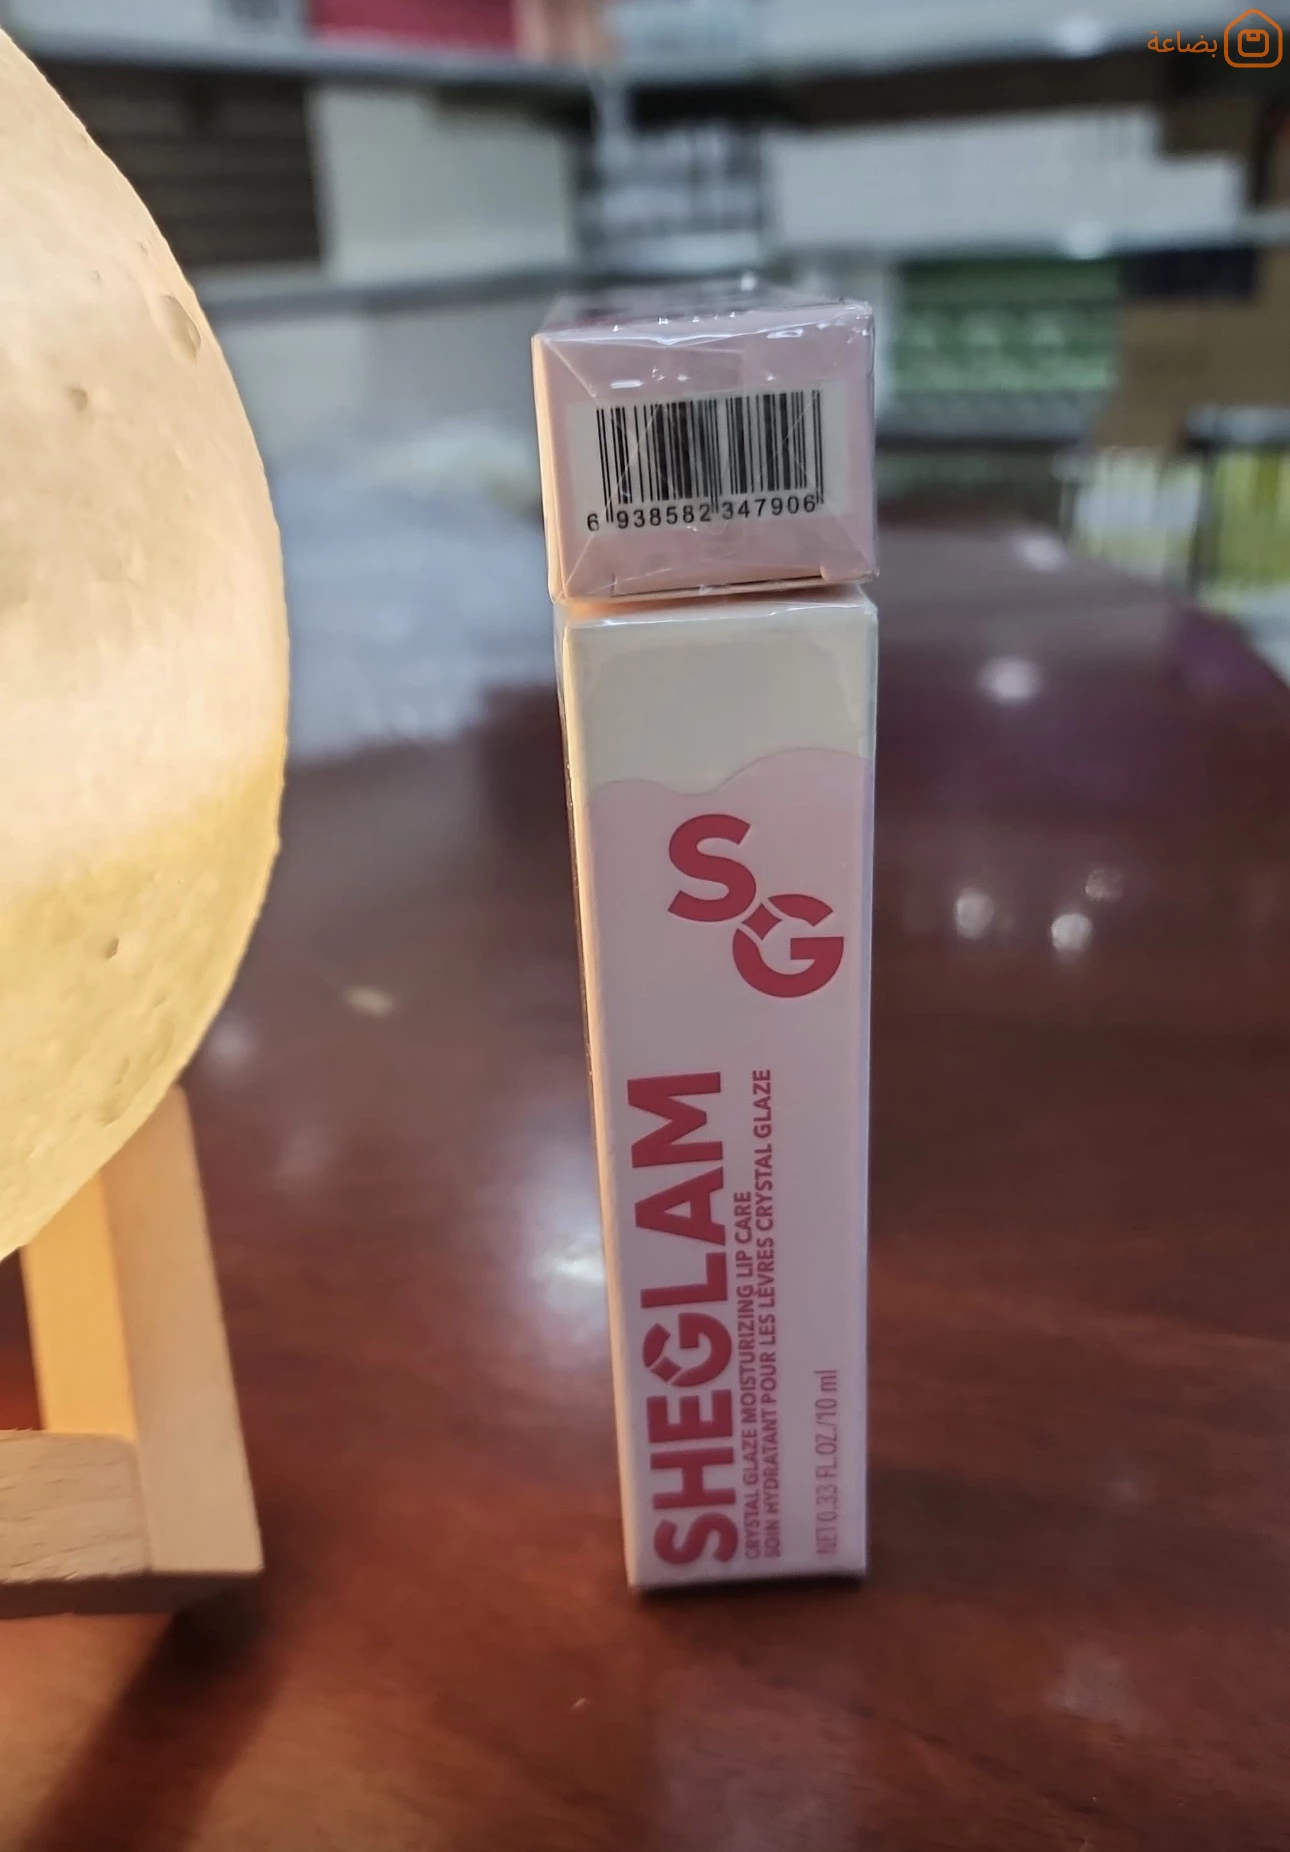 بضاعة
6 938582 347906
SG
SHEGLAM
CRYSTAL GLAZE MOISTURIZING LIP CARE
SOIN HYDRATANT POUR LES LÈVRES CRYSTAL GLAZE
NET 0.33 FL.OZ./10 ml